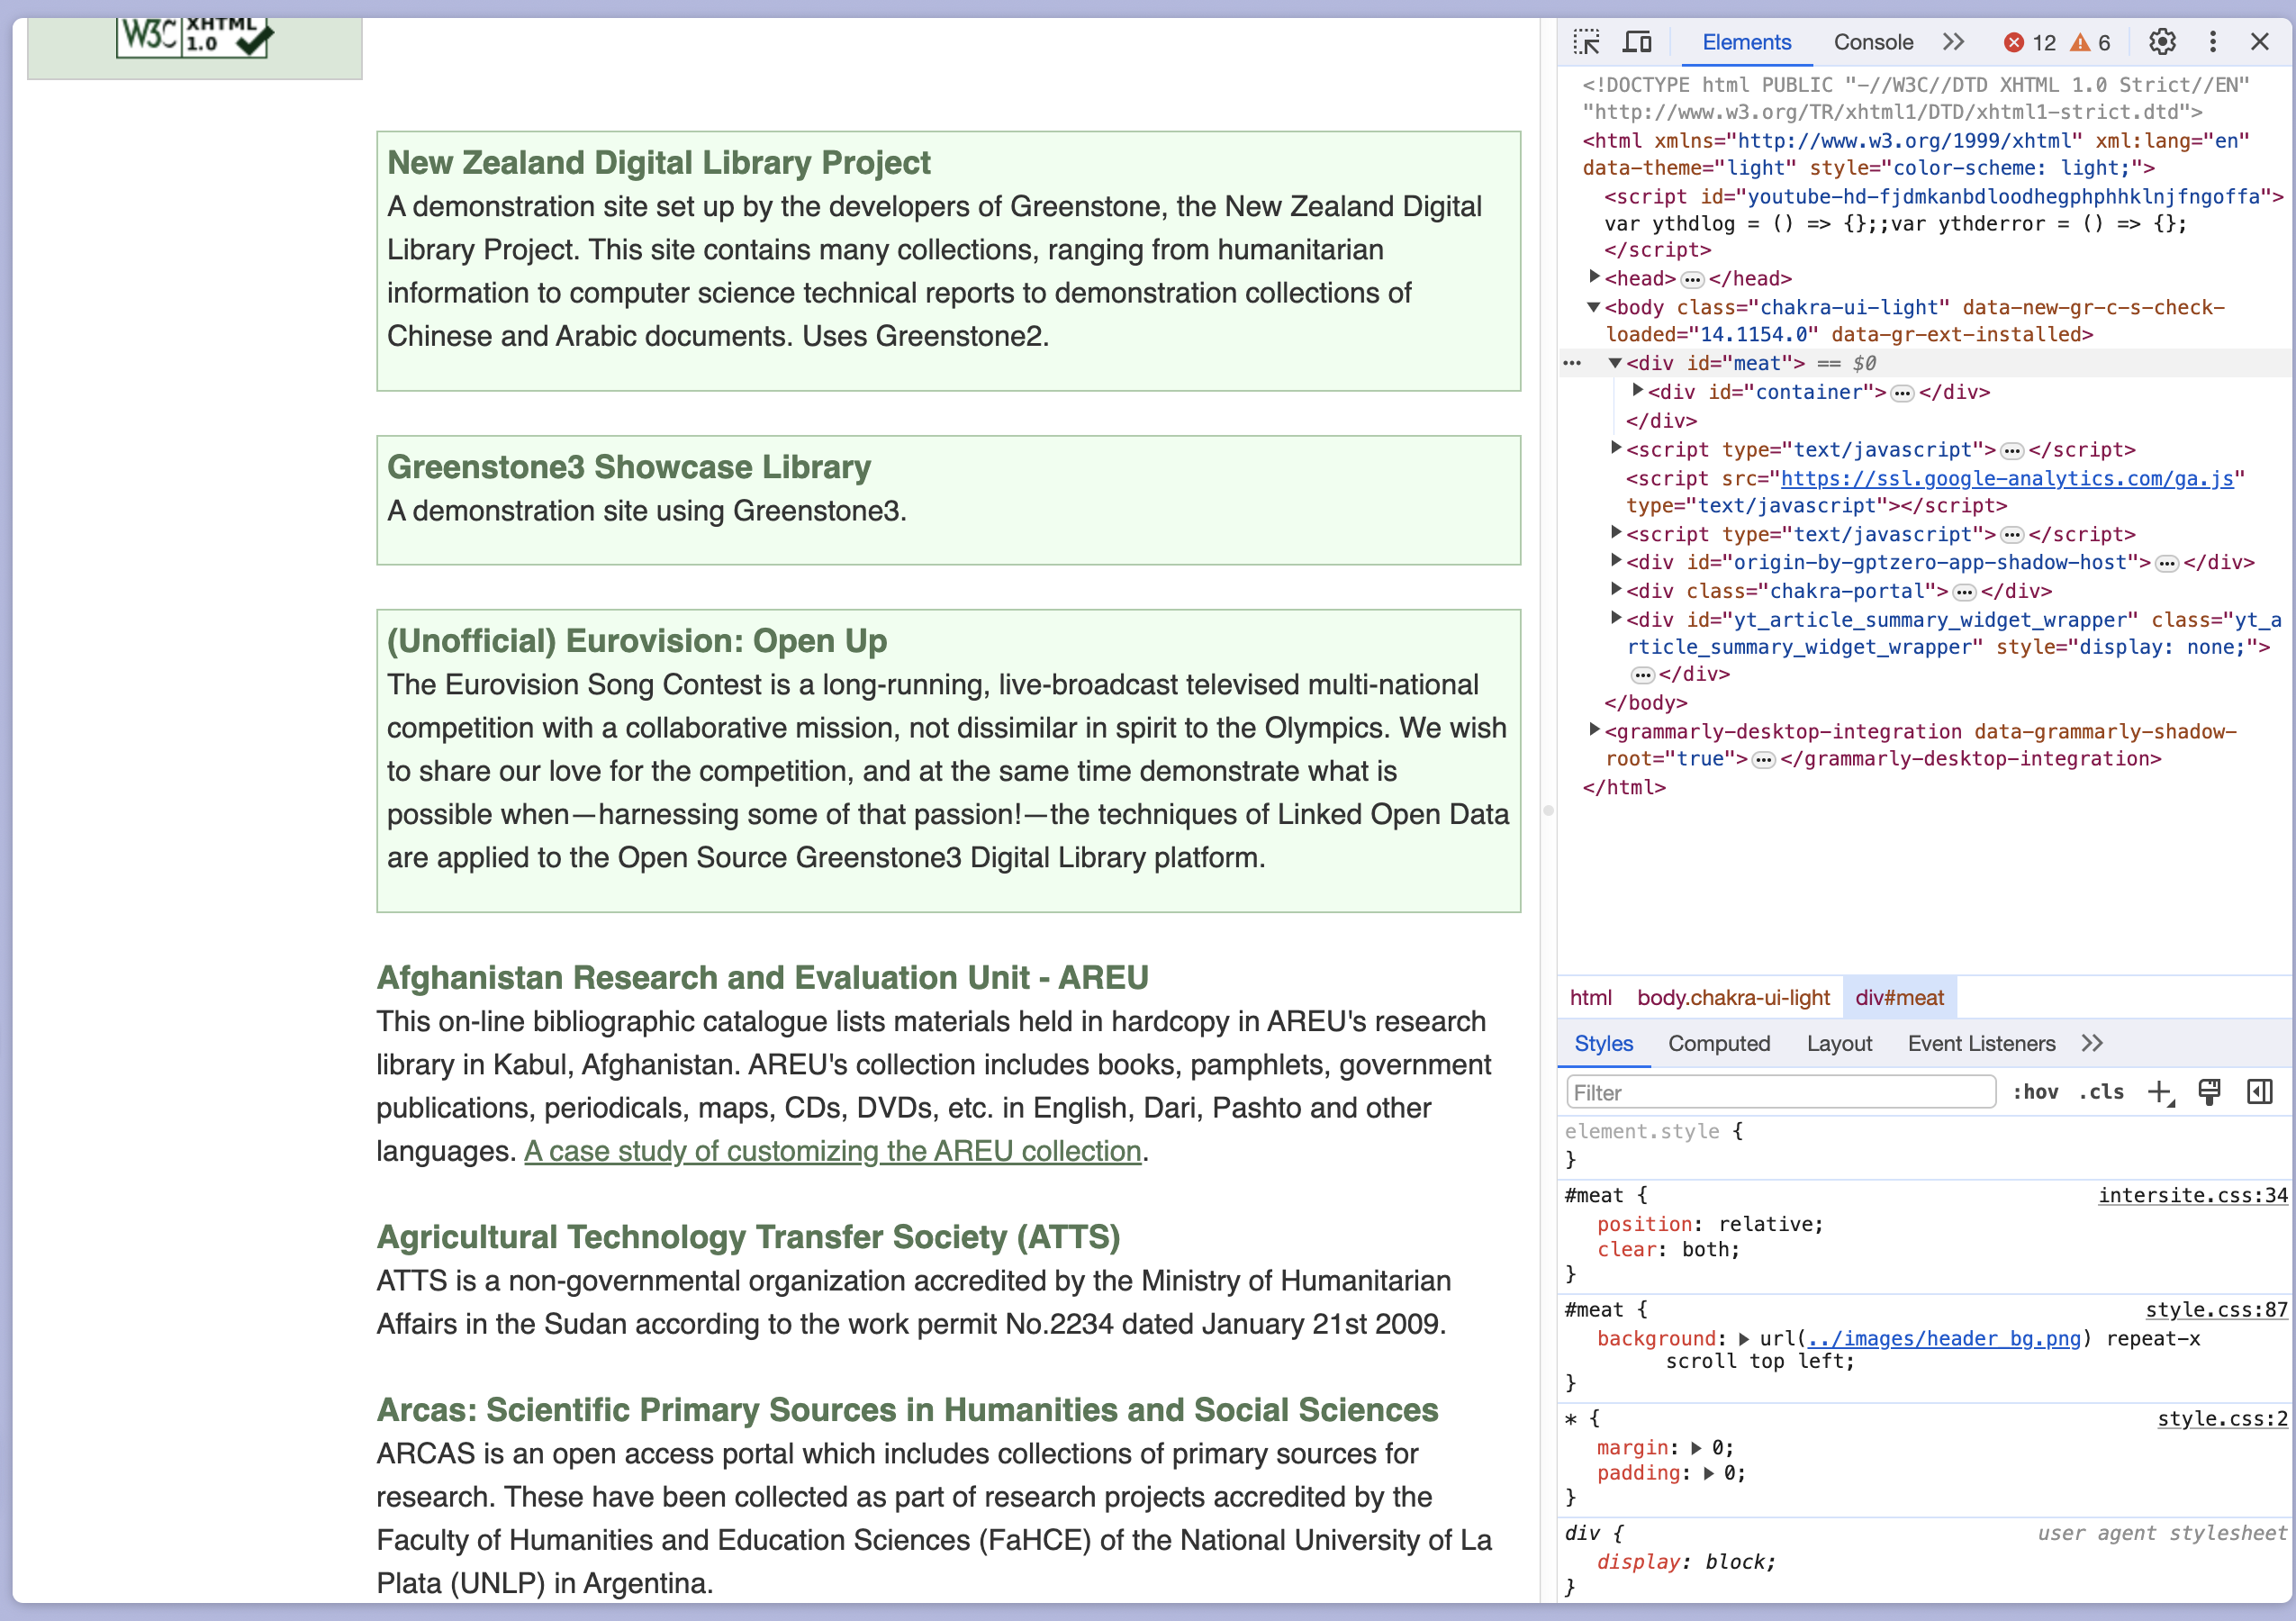 W3C XHTML
1.0
New Zealand Digital Library Project
A demonstration site set up by the developers of Greenstone, the New Zealand Digital
Library Project. This site contains many collections, ranging from humanitarian
information to computer science technical reports to demonstration collections of
Chinese and Arabic documents. Uses Greenstone2.
Greenstone3 Showcase Library
A demonstration site using Greenstone3.
(Unofficial) Eurovision: Open Up
The Eurovision Song Contest is a long-running, live-broadcast televised multi-national
competition with a collaborative mission, not dissimilar in spirit to the Olympics. We wish
to share our love for the competition, and at the same time demonstrate what is
possible when—harnessing some of that passion!—the techniques of Linked Open Data
are applied to the Open Source Greenstone3 Digital Library platform.
Afghanistan Research and Evaluation Unit - AREU
This on-line bibliographic catalogue lists materials held in hardcopy in AREU's research
library in Kabul, Afghanistan. AREU's collection includes books, pamphlets, government
publications, periodicals, maps, CDs, DVDs, etc. in English, Dari, Pashto and other
languages. A case study of customizing the AREU collection.
Agricultural Technology Transfer Society (ATTS)
ATTS is a non-governmental organization accredited by the Ministry of Humanitarian
Affairs in the Sudan according to the work permit No.2234 dated January 21st 2009.
Arcas: Scientific Primary Sources in Humanities and Social Sciences
ARCAS is an open access portal which includes collections of primary sources for
research. These have been collected as part of research projects accredited by the
Faculty of Humanities and Education Sciences (FaHCE) of the National University of La
Plata (UNLP) in Argentina.
Elements Console 12 6
<!DOCTYPE html PUBLIC "-//W3C//DTD XHTML 1.0 Strict//EN"
"http://www.w3.org/TR/xhtml1/DTD/xhtml1-strict.dtd">
<html xmlns="http://www.w3.org/1999/xhtml" xml:lang="en"
data-theme="light" style="color-scheme: light;">
<script id="youtube-hd-fjdmkanbdloodhegphphhklnjfngoffa">
var ythdlog = () => {};;var ythderror = () => {};
</script>
<head> … </head>
<body class="chakra-ui-light" data-new-gr-c-s-check-
loaded="14.1154.0" data-gr-ext-installed>
<div id="meat"> == $0
<div id="container"> … </div>
</div>
<script type="text/javascript"> … </script>
<script src="https://ssl.google-analytics.com/ga.js"
type="text/javascript"></script>
<script type="text/javascript"> … </script>
<div id="origin-by-gptzero-app-shadow-host"> … </div>
<div class="chakra-portal"> … </div>
<div id="yt_article_summary_widget_wrapper" class="yt_a
rticle_summary_widget_wrapper" style="display: none;">
… </div>
</body>
<grammarly-desktop-integration data-grammarly-shadow-
root="true"> … </grammarly-desktop-integration>
</html>
html body.chakra-ui-light div#meat
Styles Computed Layout Event Listeners
Filter :hov .cls
element.style {
}
#meat { intersite.css:34
position: relative;
clear: both;
}
#meat { style.css:87
background: url(../images/header_bg.png) repeat-x
scroll top left;
}
* { style.css:2
margin: 0;
padding: 0;
}
div { user agent stylesheet
display: block;
}